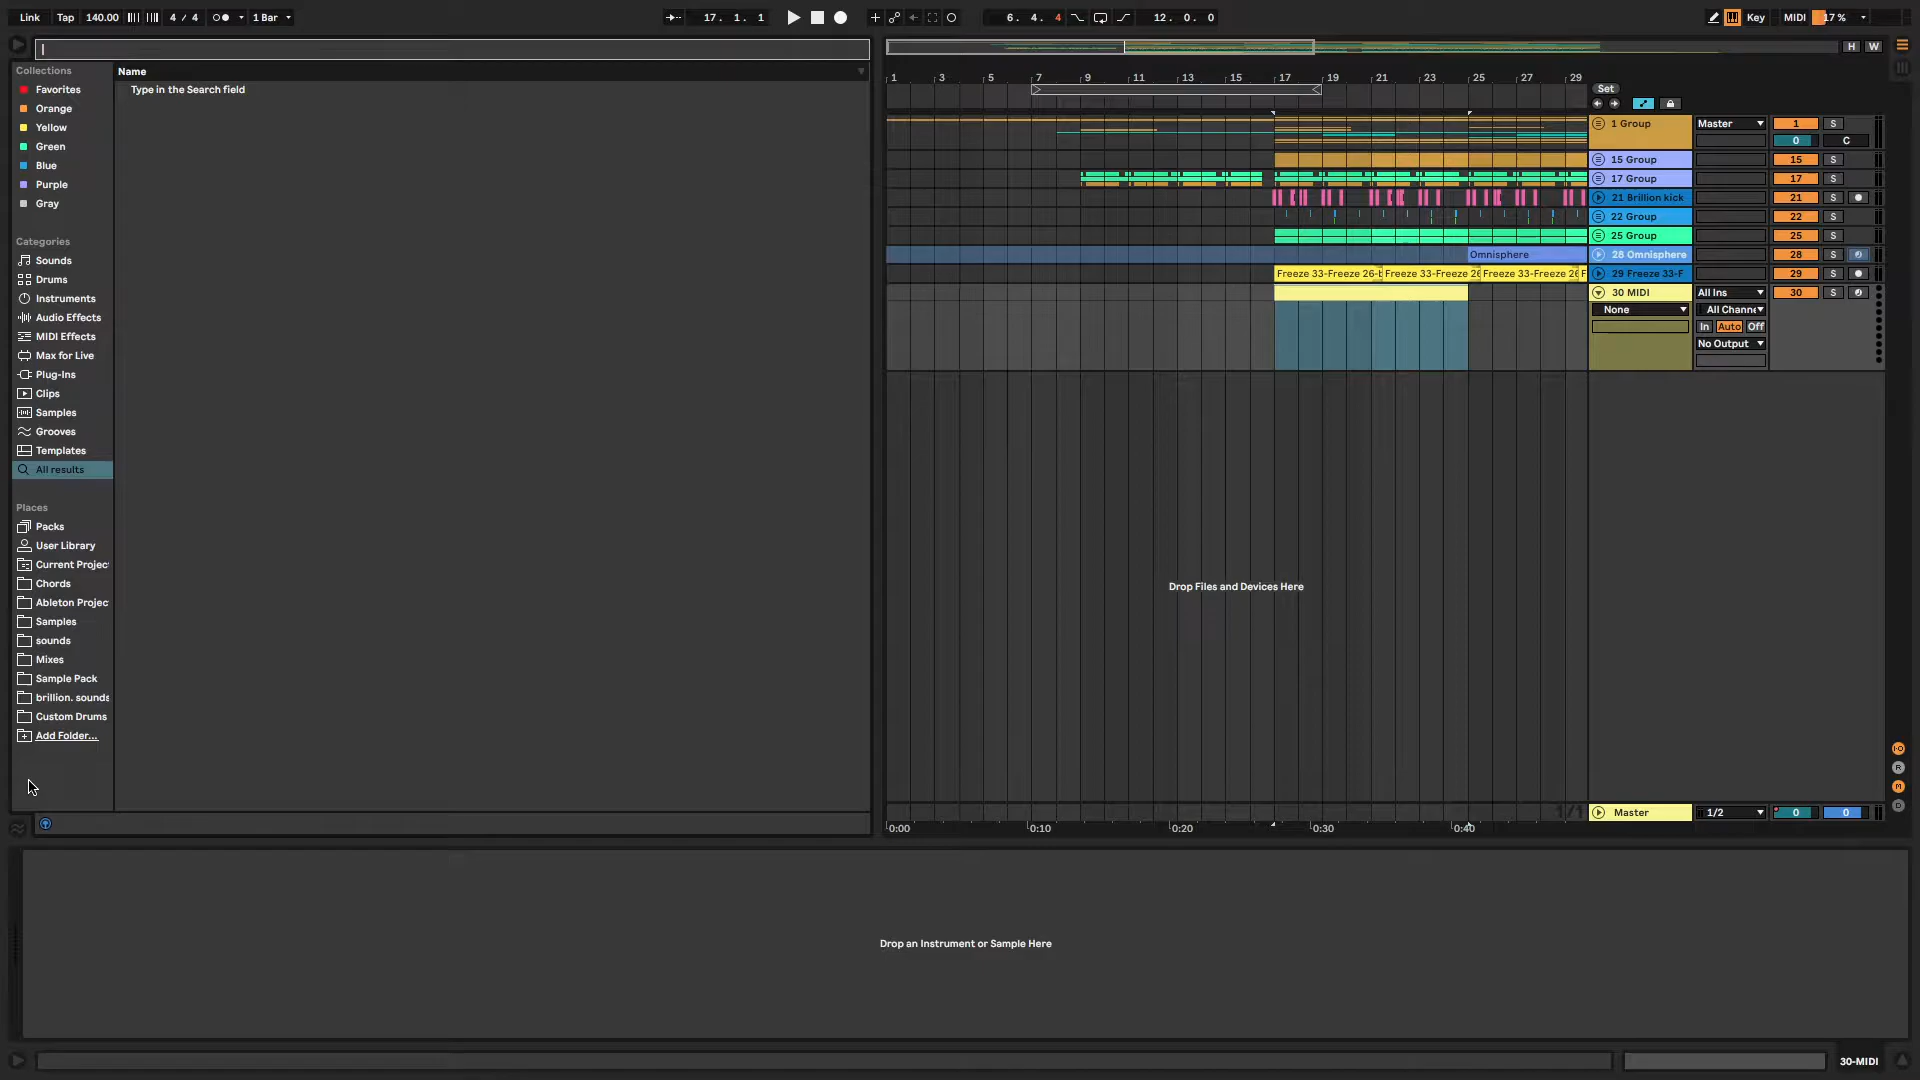 Link Tap 140.00 4 / 4 1 Bar 17. 1. 1 6. 4. 4 12. 0. 0 Key MIDI 17 %
H W
Collections
Favorites
Orange
Yellow
Green
Blue
Purple
Gray
Categories
Sounds
Drums
Instruments
Audio Effects
MIDI Effects
Max for Live
Plug-Ins
Clips
Samples
Grooves
Templates
All results
Places
Packs
User Library
Current Projec
Chords
Ableton Projec
Samples
sounds
Mixes
Sample Pack
brillion. sounds
Custom Drums
Add Folder...
Name
Type in the Search field
1 3 5 7 9 11 13 15 17 19 21 23 25 27 29
Set
1 Group Master 1 S
0 C
15 Group 15 S
17 Group 17 S
21 Brillion kick 21 S
22 Group 22 S
25 Group 25 S
Omnisphere 28 Omnisphere 28 S
Freeze 33-Freeze 26-b Freeze 33-Freeze 26 Freeze 33-Freeze 26 F 29 Freeze 33-F 29 S
30 MIDI All Ins 30 S
None All Channe
In Auto Off
No Output
Drop Files and Devices Here
1/1 Master 1/2 0 0
0:00 0:10 0:20 0:30 0:40
I·O
R
M
D
Drop an Instrument or Sample Here
30-MIDI